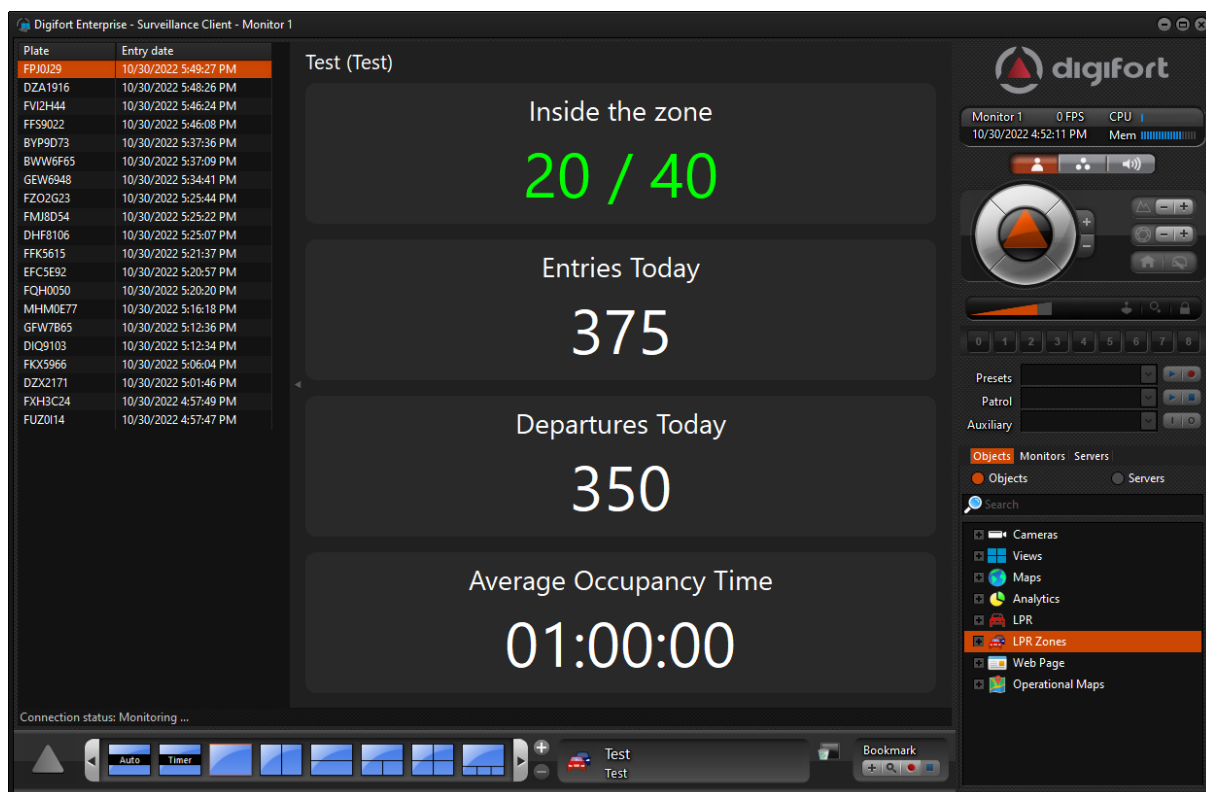 Digifort Enterprise - Surveillance Client - Monitor 1
Plate Entry date
FPJ0J29 10/30/2022 5:49:27 PM
DZA1916 10/30/2022 5:48:26 PM
FVI2H44 10/30/2022 5:46:24 PM
FFS9022 10/30/2022 5:46:08 PM
BYP9D73 10/30/2022 5:37:36 PM
BWW6F65 10/30/2022 5:37:09 PM
GEW6948 10/30/2022 5:34:41 PM
FZO2G23 10/30/2022 5:25:44 PM
FMJ8D54 10/30/2022 5:25:22 PM
DHF8106 10/30/2022 5:25:07 PM
FFK5615 10/30/2022 5:21:37 PM
EFC5E92 10/30/2022 5:20:57 PM
FQH0050 10/30/2022 5:20:20 PM
MHM0E77 10/30/2022 5:16:18 PM
GFW7B65 10/30/2022 5:12:36 PM
DIQ9103 10/30/2022 5:12:34 PM
FKX5966 10/30/2022 5:06:04 PM
DZX2171 10/30/2022 5:01:46 PM
FXH3C24 10/30/2022 4:57:49 PM
FUZ0I14 10/30/2022 4:57:47 PM
Test (Test)
Inside the zone
20 / 40
Entries Today
375
Departures Today
350
Average Occupancy Time
01:00:00
digifort
Monitor 1 0 FPS CPU
10/30/2022 4:52:11 PM Mem
0 1 2 3 4 5 6 7 8
Presets
Patrol
Auxiliary I O
Objects Monitors Servers
Objects Servers
Search
Cameras
Views
Maps
Analytics
LPR
LPR Zones
Web Page
Operational Maps
Connection status: Monitoring ...
Auto Timer
Test
Test
Bookmark